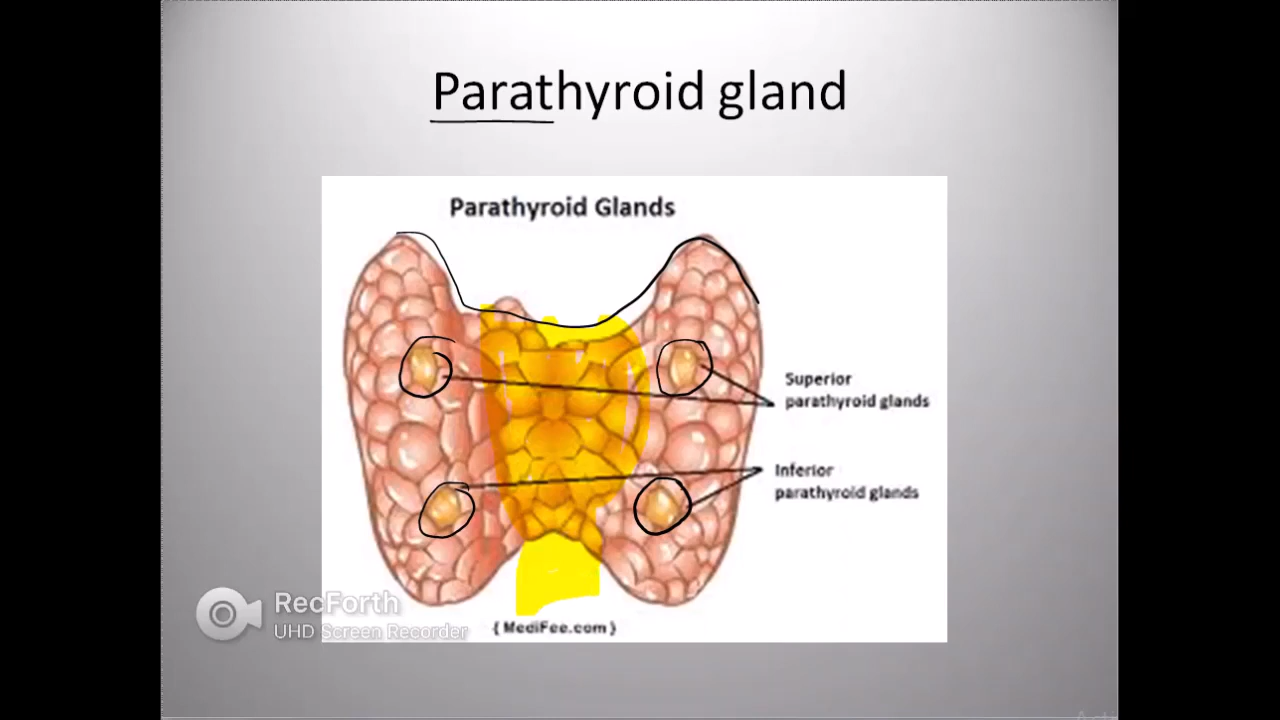 Parathyroid gland
Parathyroid Glands
Superior
parathyroid glands
Inferior
parathyroid glands
RecForth
UHD Screen Recorder
{ MediFee.com }